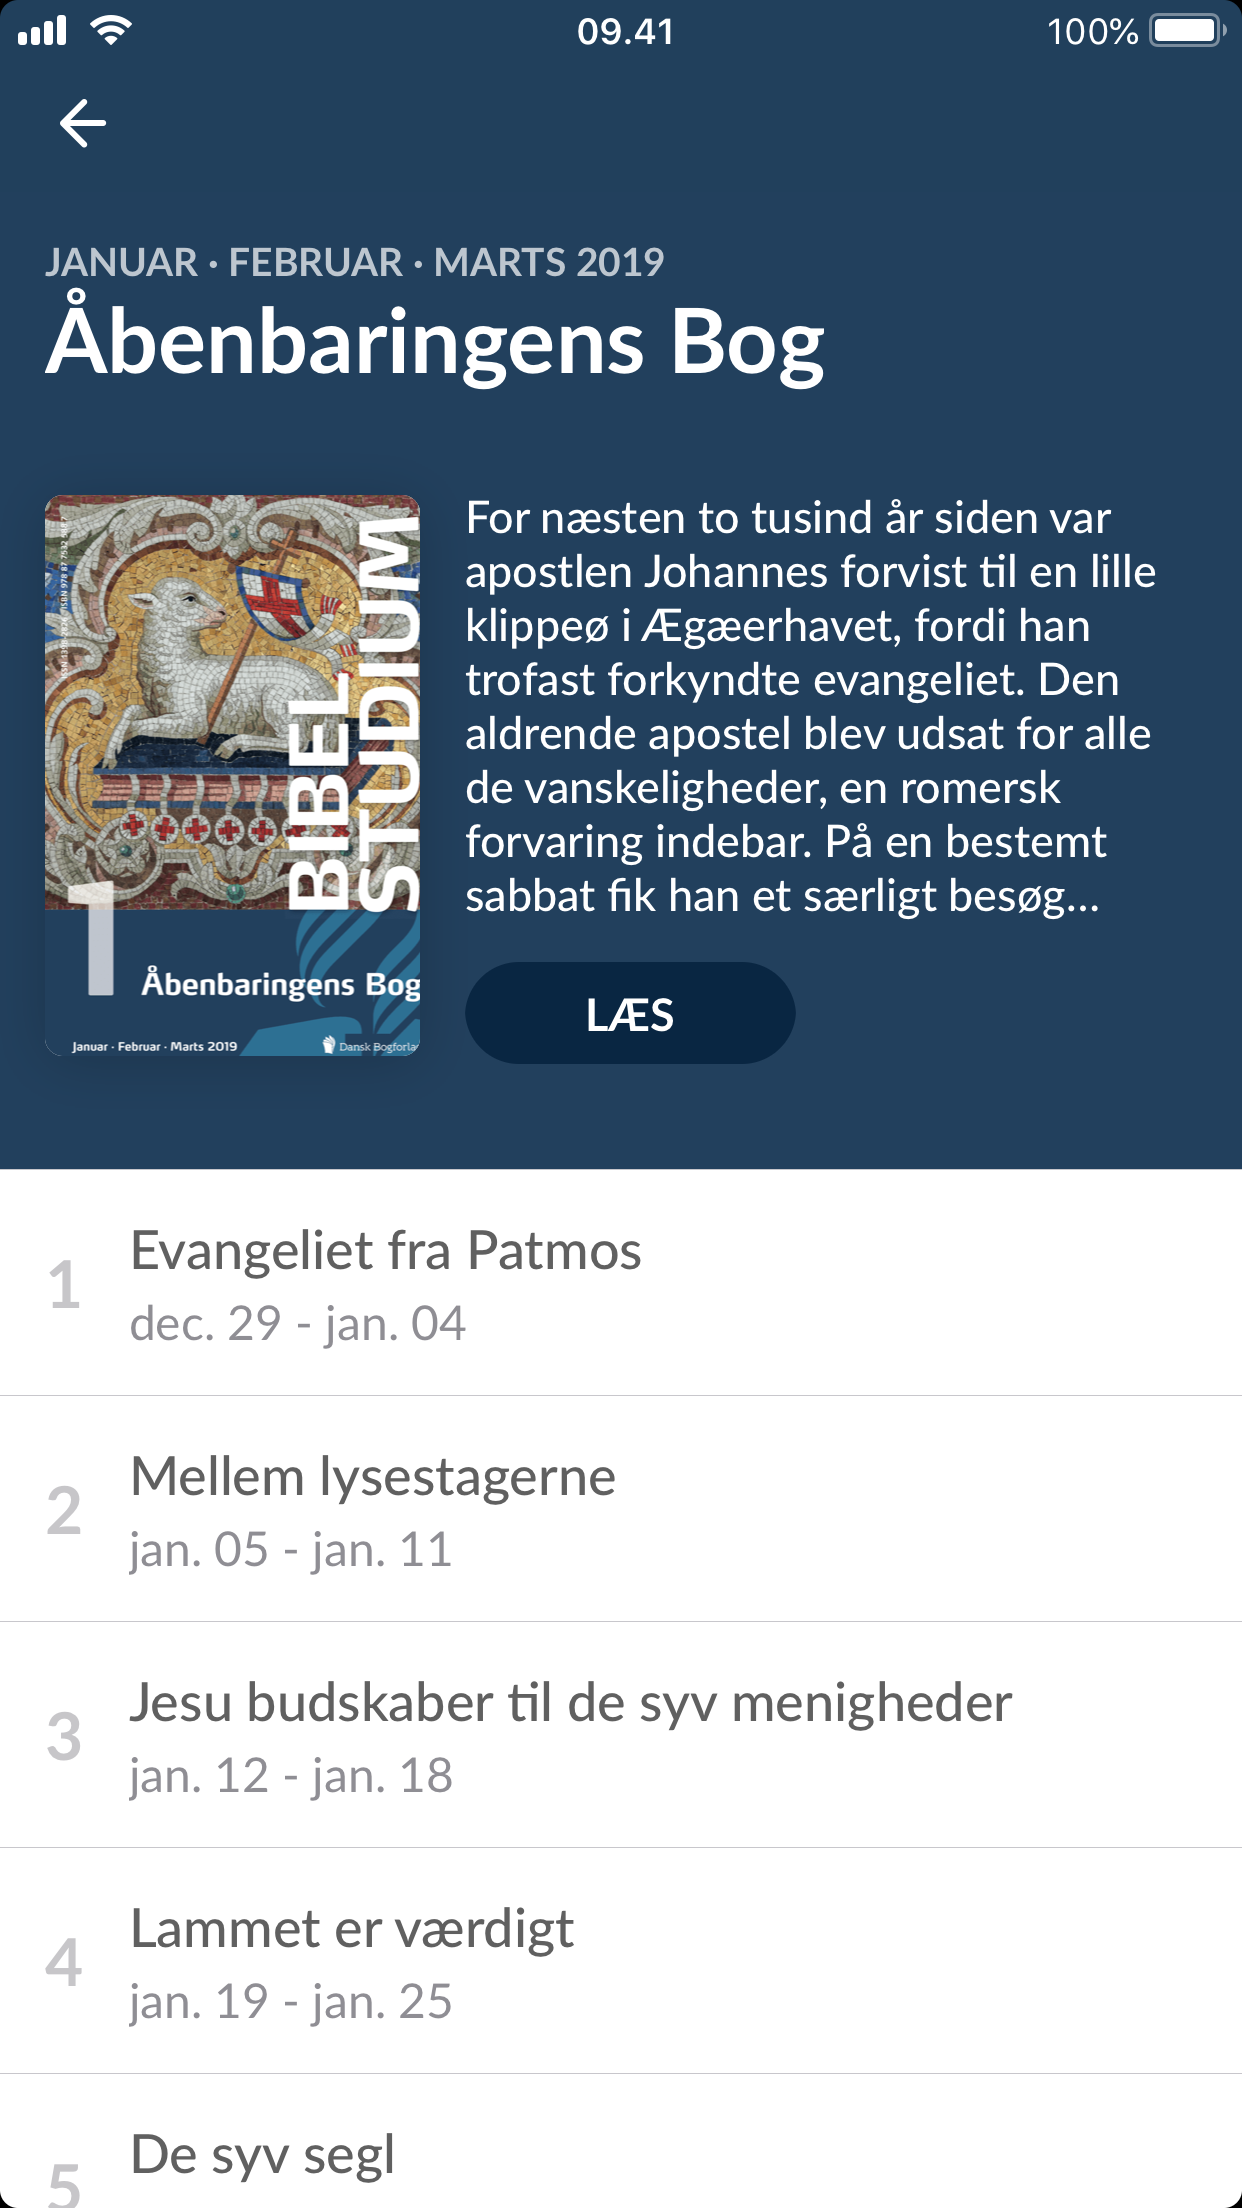 09.41
100%
JANUAR · FEBRUAR · MARTS 2019
Åbenbaringens Bog
BIBEL
STUDIUM
1
Åbenbaringens Bog
Januar · Februar · Marts 2019
Dansk Bogforla
For næsten to tusind år siden var
apostlen Johannes forvist til en lille
klippeø i Ægæerhavet, fordi han
trofast forkyndte evangeliet. Den
aldrende apostel blev udsat for alle
de vanskeligheder, en romersk
forvaring indebar. På en bestemt
sabbat fik han et særligt besøg...
LÆS
1
Evangeliet fra Patmos
dec. 29 - jan. 04
2
Mellem lysestagerne
jan. 05 - jan. 11
3
Jesu budskaber til de syv menigheder
jan. 12 - jan. 18
4
Lammet er værdigt
jan. 19 - jan. 25
5
De syv segl